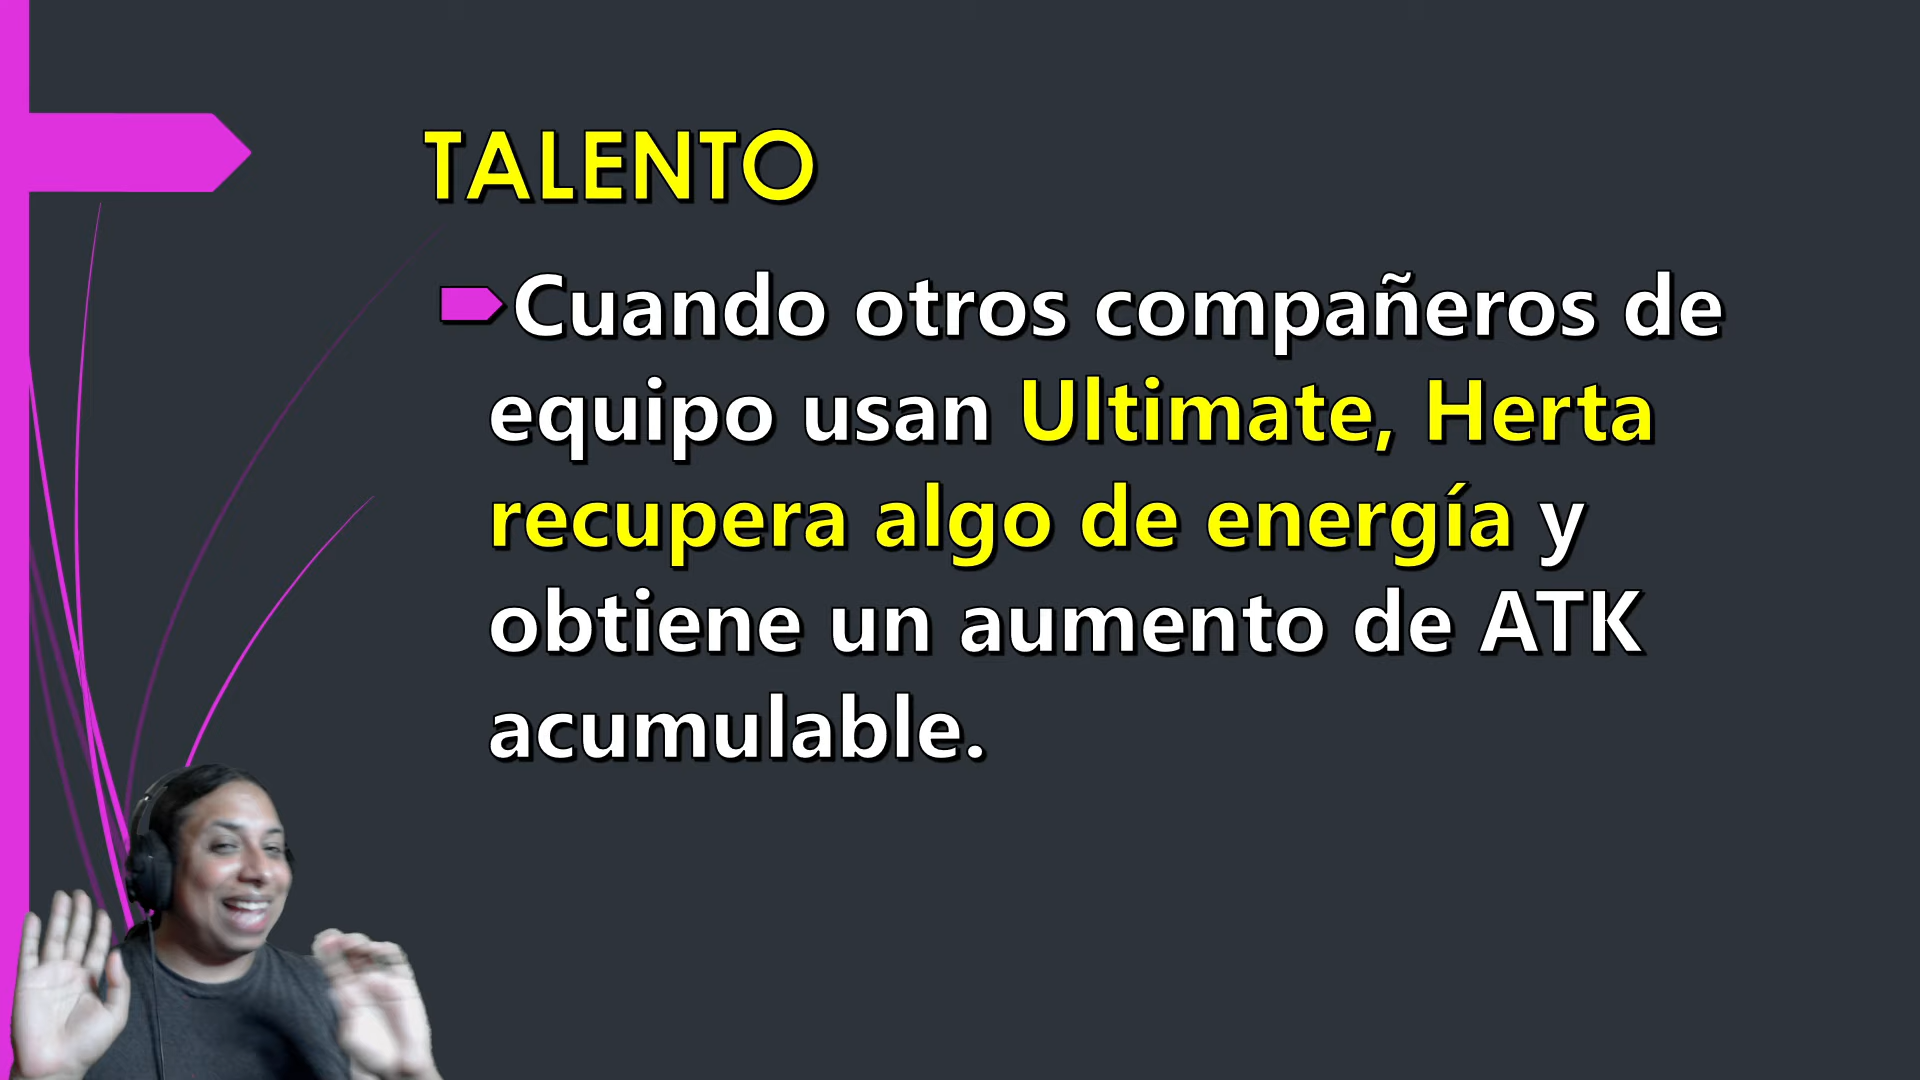 TALENTO
Cuando otros compañeros de
equipo usan Ultimate, Herta
recupera algo de energía y
obtiene un aumento de ATK
acumulable.